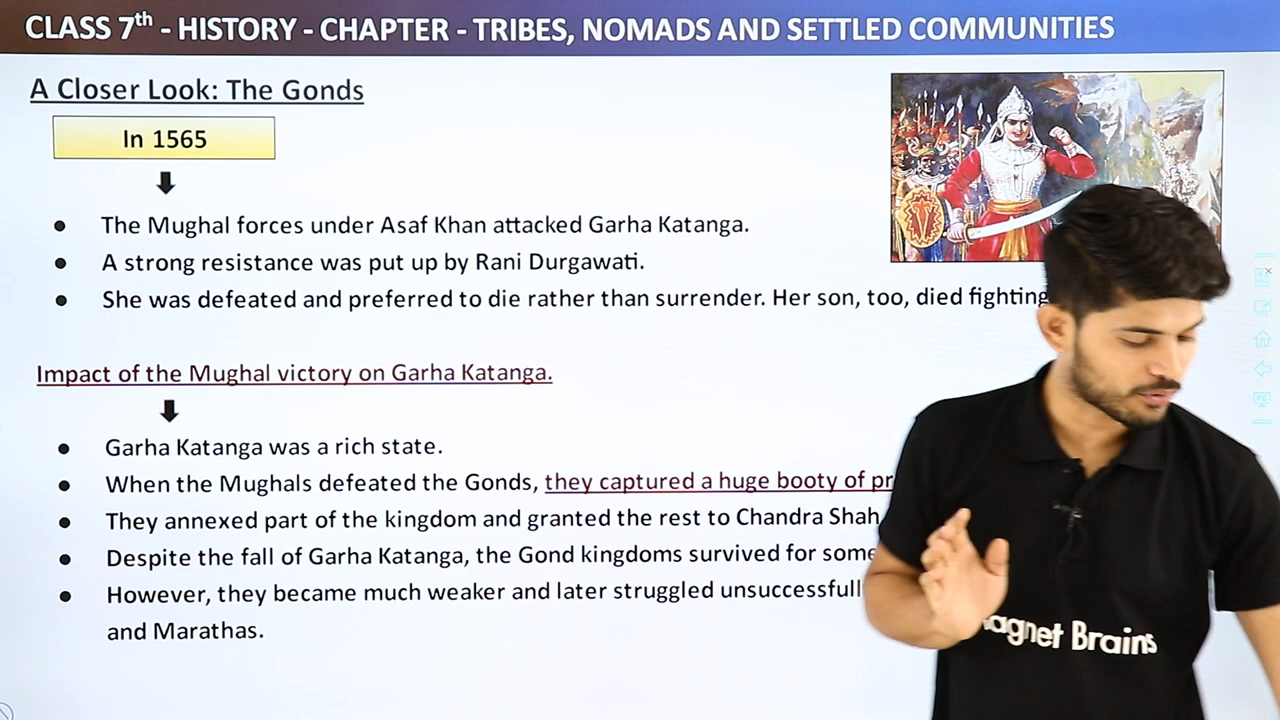 CLASS 7th - HISTORY - CHAPTER - TRIBES, NOMADS AND SETTLED COMMUNITIES
A Closer Look: The Gonds
In 1565
The Mughal forces under Asaf Khan attacked Garha Katanga.
A strong resistance was put up by Rani Durgawati.
She was defeated and preferred to die rather than surrender. Her son, too, died fighting
Impact of the Mughal victory on Garha Katanga.
Garha Katanga was a rich state.
When the Mughals defeated the Gonds, they captured a huge booty of
They annexed part of the kingdom and granted the rest to Chandra Shah
Despite the fall of Garha Katanga, the Gond kingdoms survived for some
However, they became much weaker and later struggled
and Marathas.
Brains